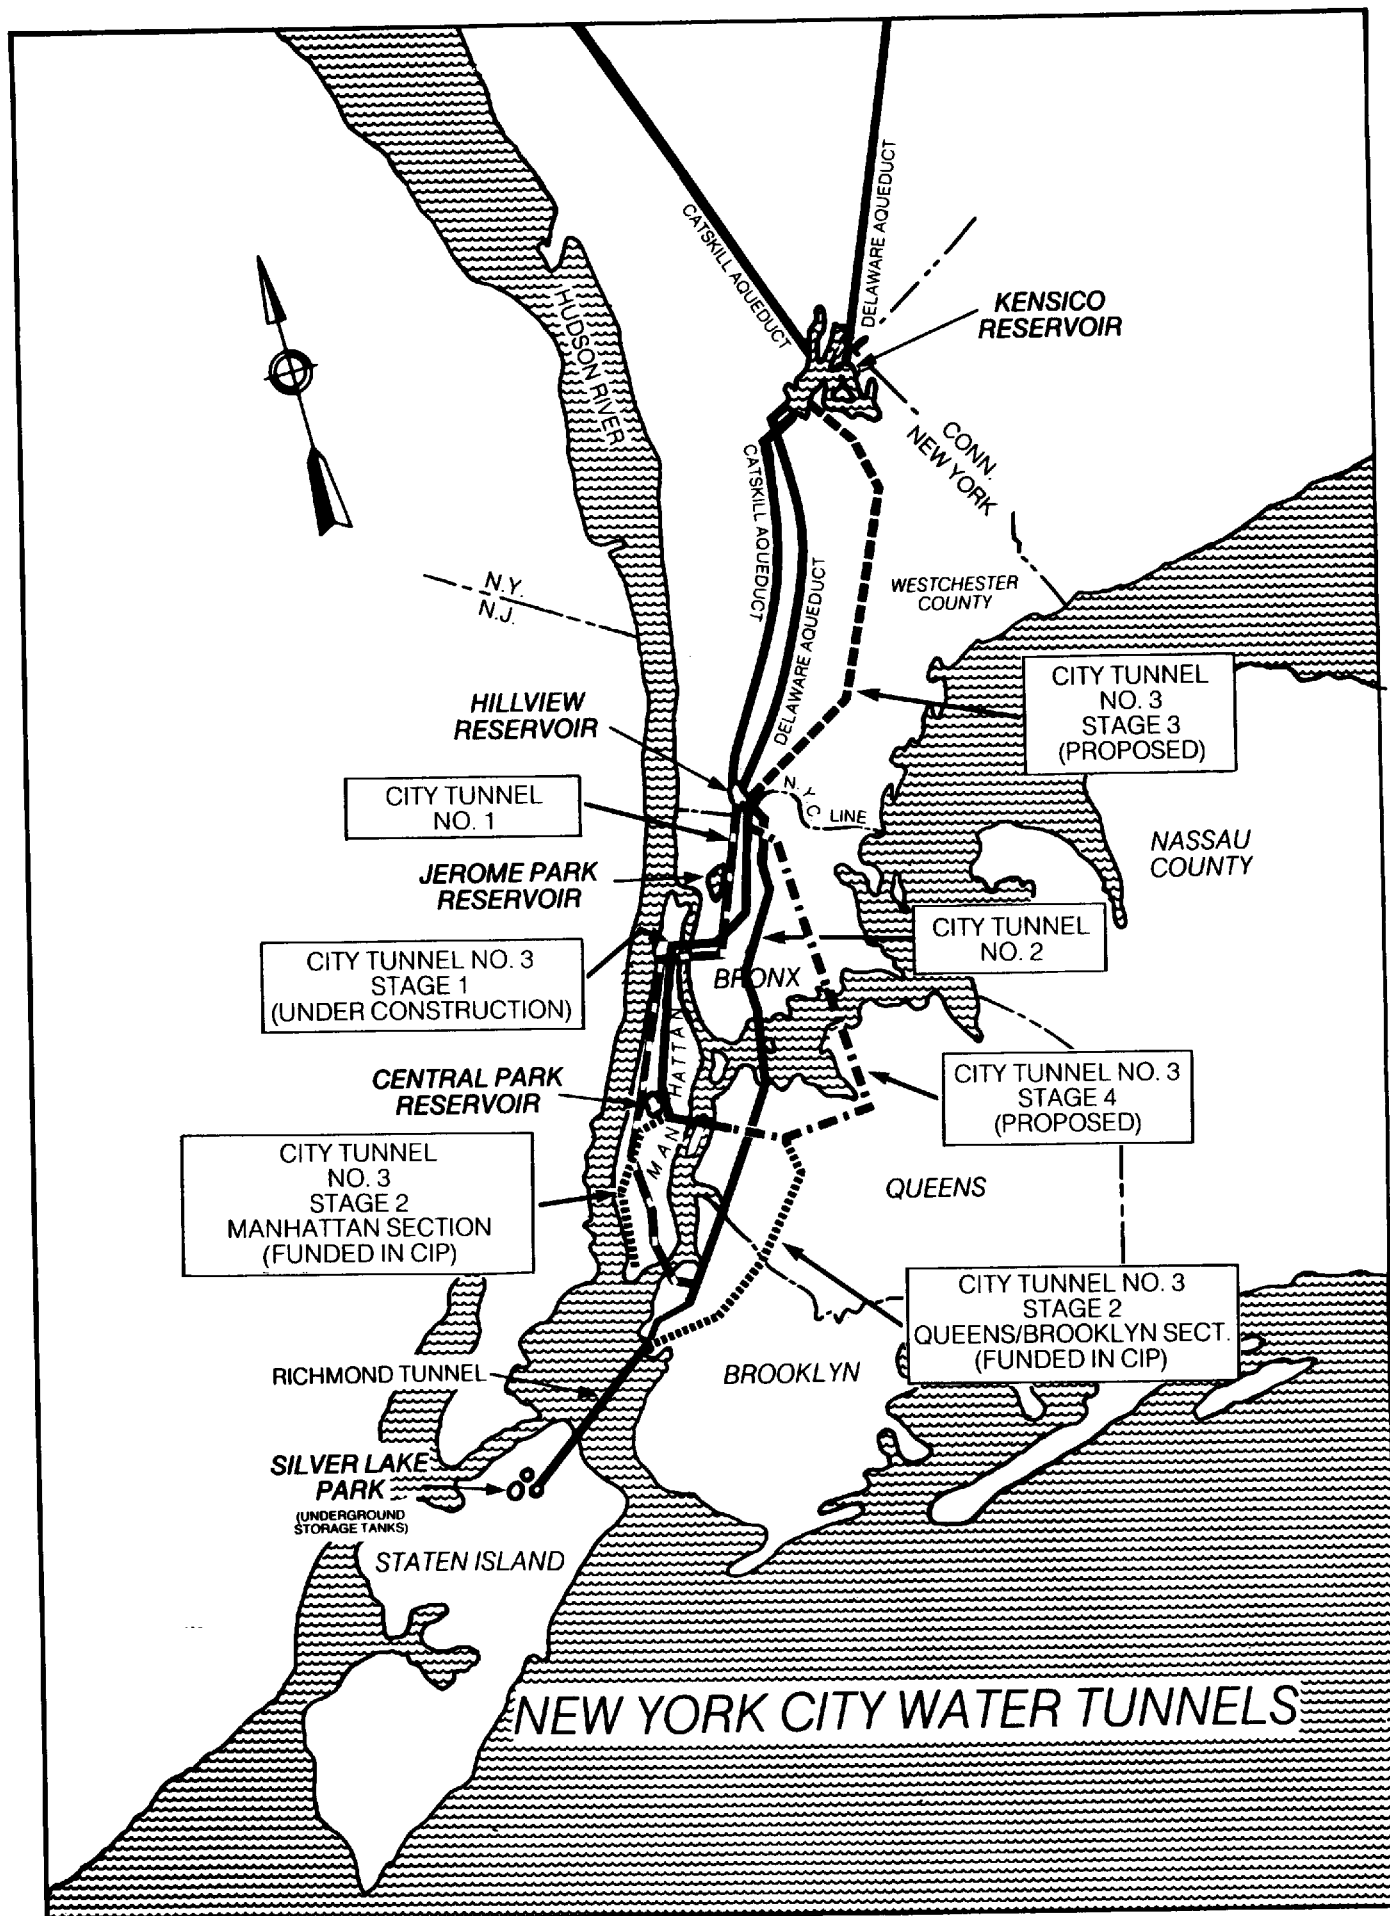 CATSKILL AQUEDUCT
DELAWARE AQUEDUCT
KENSICO
RESERVOIR
HUDSON RIVER
CONN.
NEW YORK
CATSKILL AQUEDUCT
DELAWARE AQUEDUCT
WESTCHESTER
COUNTY
N.Y.
N.J.
CITY TUNNEL
NO. 3
STAGE 3
(PROPOSED)
HILLVIEW
RESERVOIR
N.Y.C. LINE
CITY TUNNEL
NO. 1
NASSAU
COUNTY
JEROME PARK
RESERVOIR
CITY TUNNEL
NO. 2
CITY TUNNEL NO. 3
STAGE 1
(UNDER CONSTRUCTION)
BRONX
MANHATTAN
CENTRAL PARK
RESERVOIR
CITY TUNNEL NO. 3
STAGE 4
(PROPOSED)
CITY TUNNEL
NO. 3
STAGE 2
MANHATTAN SECTION
(FUNDED IN CIP)
QUEENS
CITY TUNNEL NO. 3
STAGE 2
QUEENS/BROOKLYN SECT.
(FUNDED IN CIP)
RICHMOND TUNNEL
BROOKLYN
SILVER LAKE
PARK
(UNDERGROUND
STORAGE TANKS)
STATEN ISLAND
NEW YORK CITY WATER TUNNELS